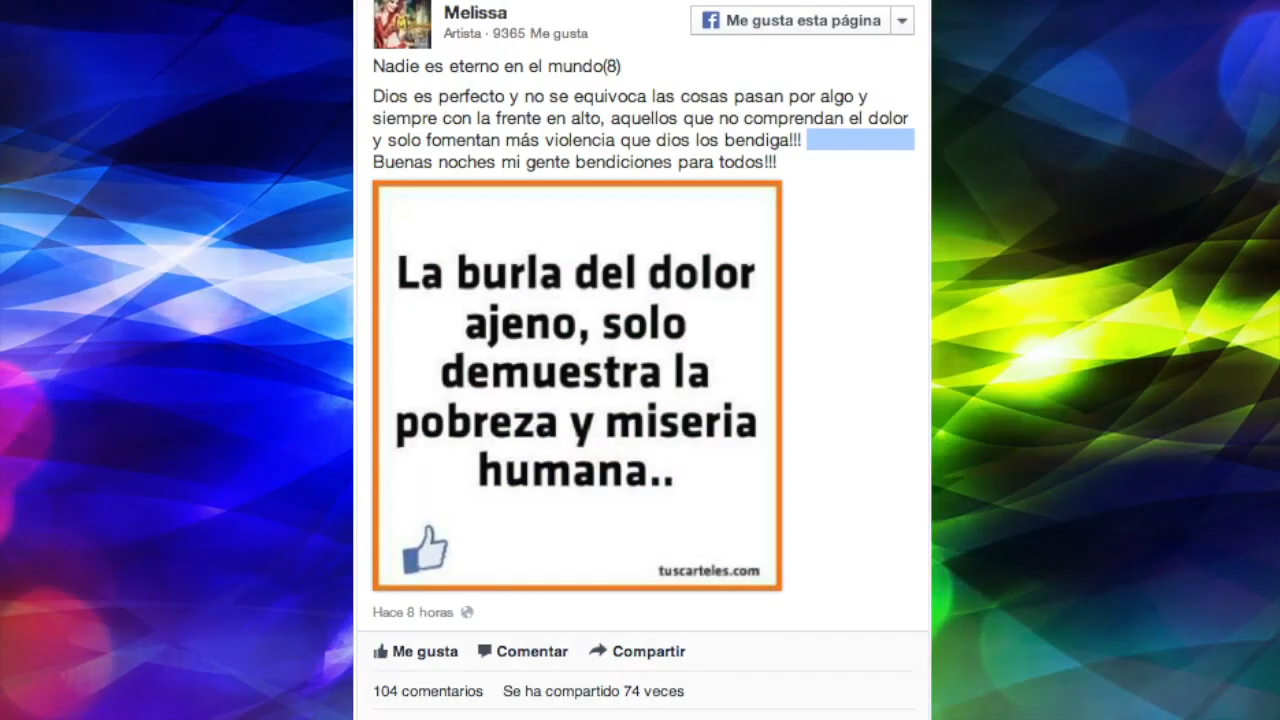 Melissa
Artista · 9365 Me gusta
Me gusta esta página
Nadie es eterno en el mundo(8)
Dios es perfecto y no se equivoca las cosas pasan por algo y
siempre con la frente en alto, aquellos que no comprendan el dolor
y solo fomentan más violencia que dios los bendiga!!!
Buenas noches mi gente bendiciones para todos!!!
La burla del dolor
ajeno, solo
demuestra la
pobreza y miseria
humana..
tuscarteles.com
Hace 8 horas
Me gusta Comentar Compartir
104 comentarios Se ha compartido 74 veces